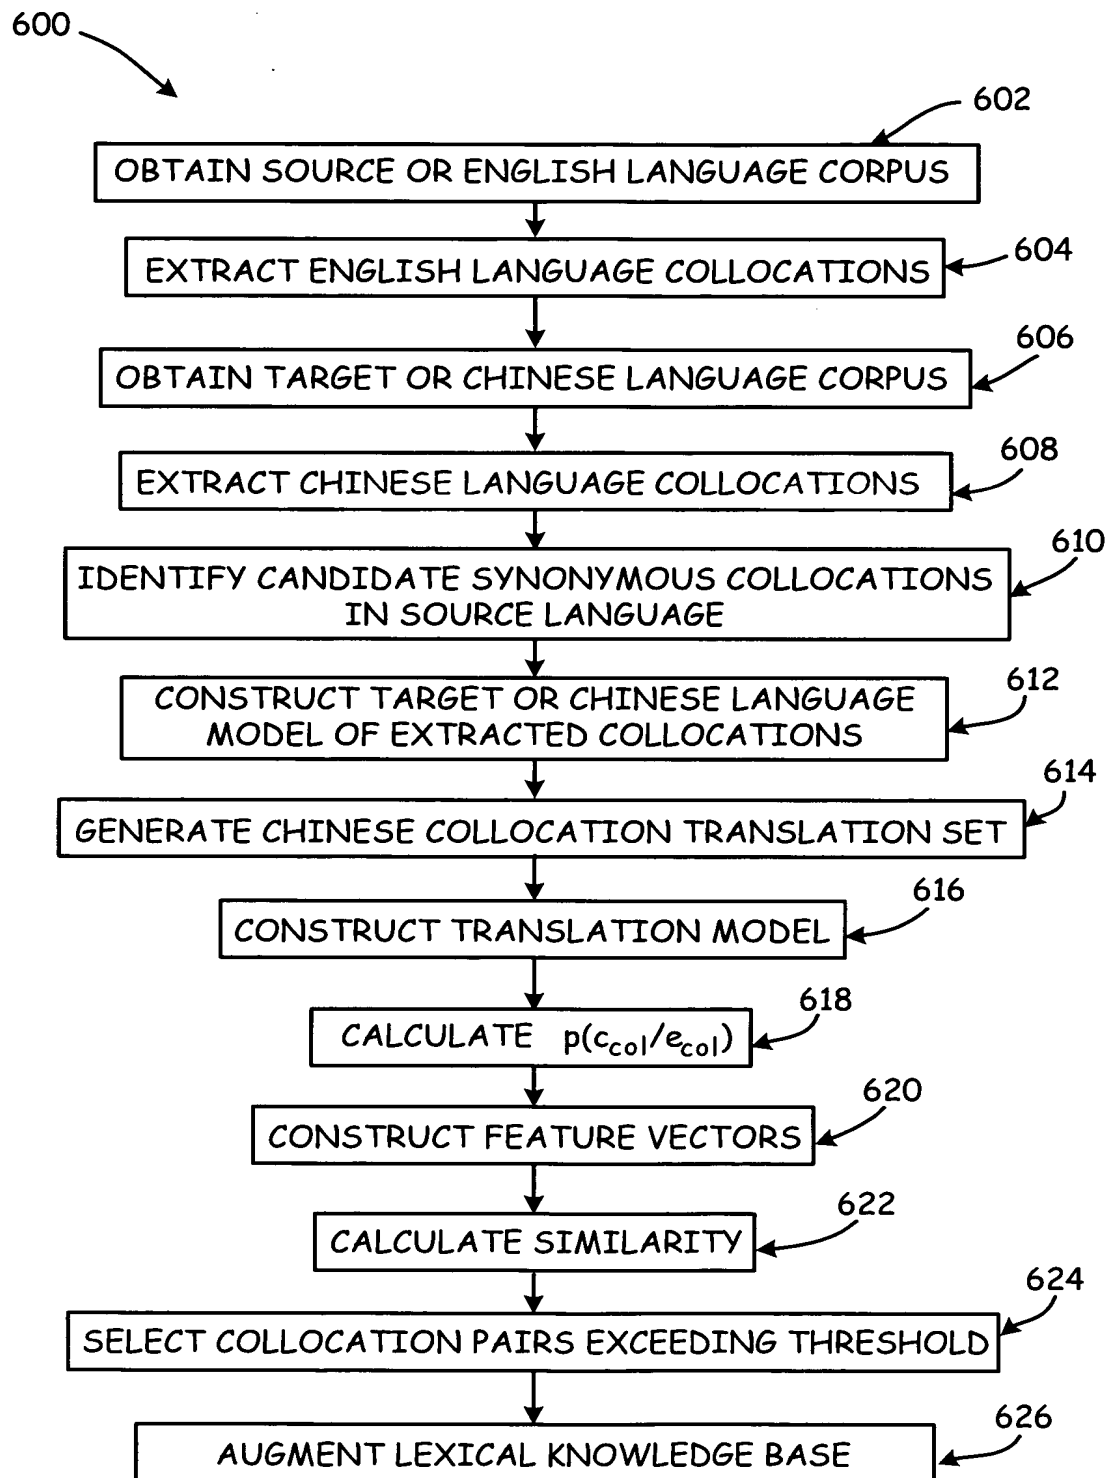 600
602
OBTAIN SOURCE OR ENGLISH LANGUAGE CORPUS
EXTRACT ENGLISH LANGUAGE COLLOCATIONS
604
606
OBTAIN TARGET OR CHINESE LANGUAGE CORPUS
608
EXTRACT CHINESE LANGUAGE COLLOCATIONS
610
IDENTIFY CANDIDATE SYNONYMOUS COLLOCATIONS
IN SOURCE LANGUAGE
612
CONSTRUCT TARGET OR CHINESE LANGUAGE
MODEL OF EXTRACTED COLLOCATIONS
614
GENERATE CHINESE COLLOCATION TRANSLATION SET
616
CONSTRUCT TRANSLATION MODEL
618
CALCULATE p(c_col/e_col)
620
CONSTRUCT FEATURE VECTORS
622
CALCULATE SIMILARITY
624
SELECT COLLOCATION PAIRS EXCEEDING THRESHOLD
626
AUGMENT LEXICAL KNOWLEDGE BASE